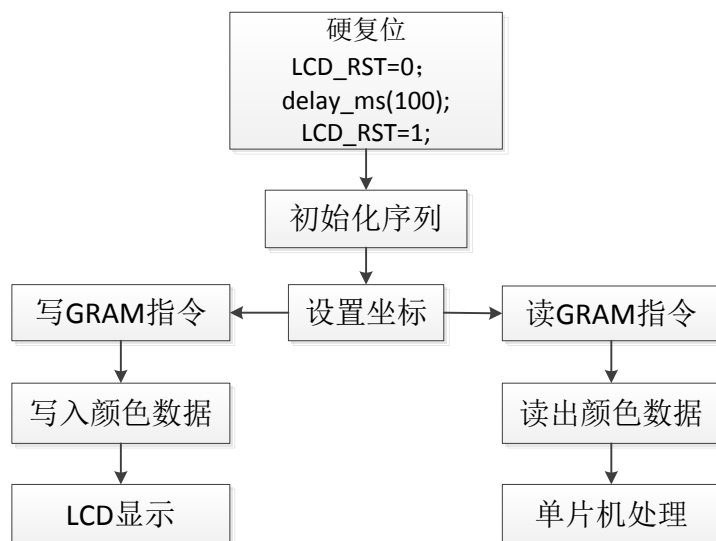 硬复位
LCD_RST=0；
delay_ms(100);
LCD_RST=1;
初始化序列
写GRAM指令
设置坐标
读GRAM指令
写入颜色数据
读出颜色数据
LCD显示
单片机处理